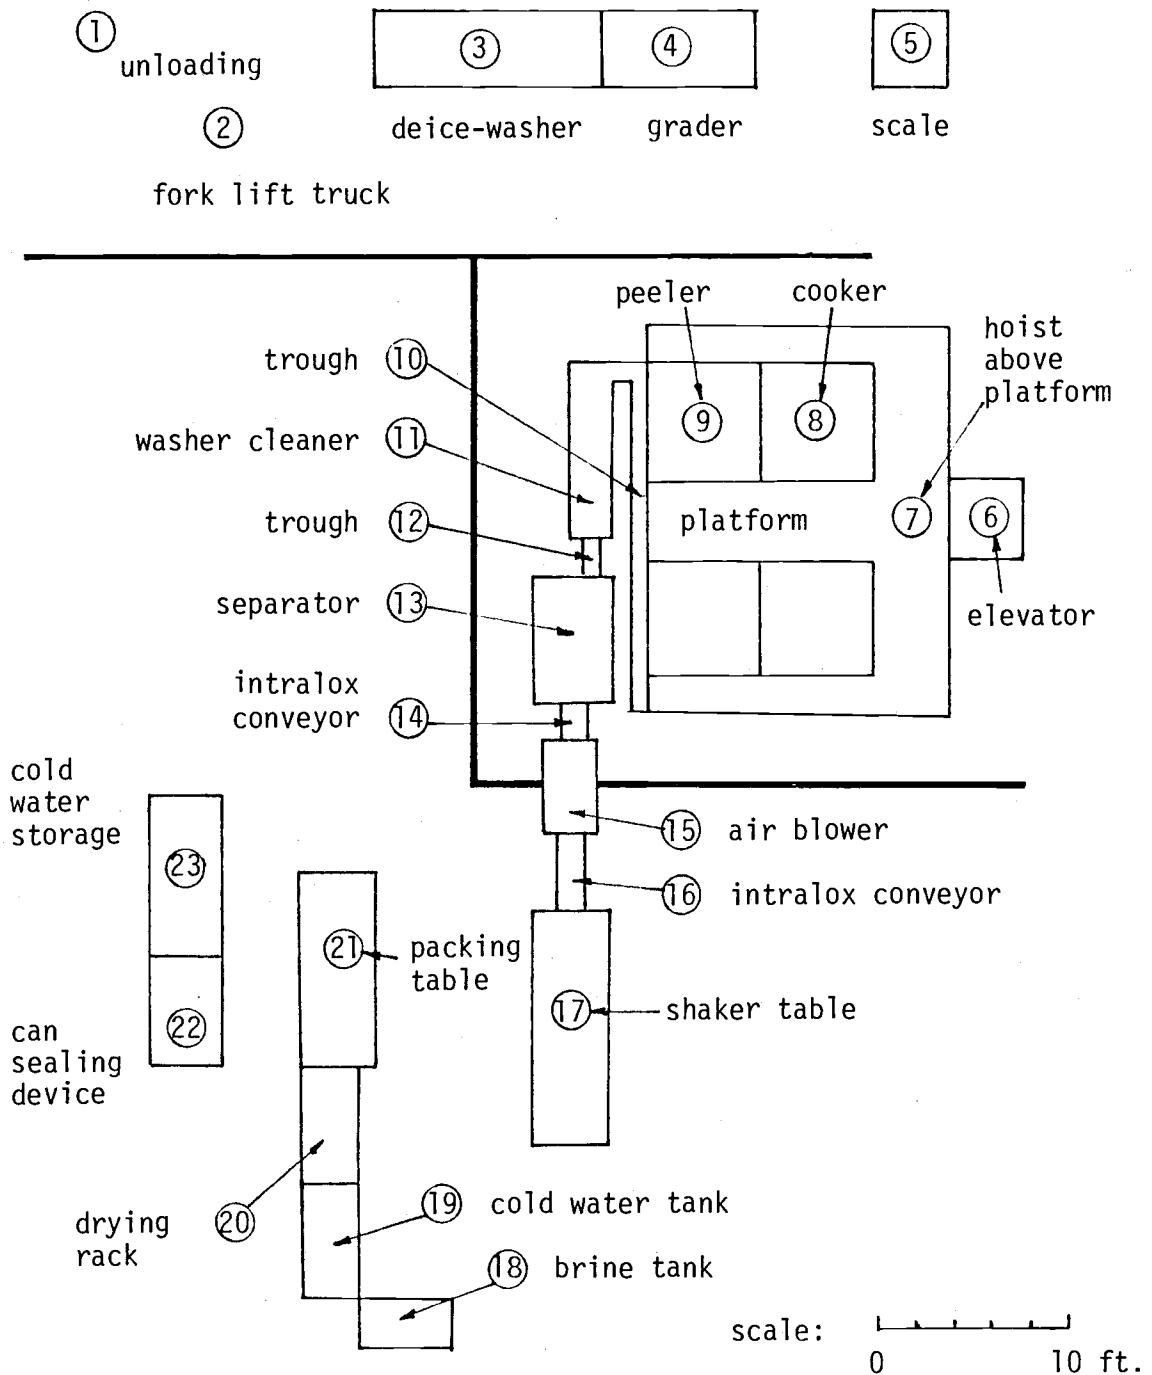 1
unloading
2
fork lift truck
3
deice-washer
4
grader
5
scale
peeler
cooker
hoist
above
platform
trough 10
washer cleaner 11
trough 12
separator 13
intralox
conveyor 14
9
8
platform
7
6
elevator
cold
water
storage
23
15 air blower
16 intralox conveyor
21
packing
table
17
shaker table
22
can
sealing
device
19 cold water tank
drying
rack
20
18 brine tank
scale:
0
10 ft.